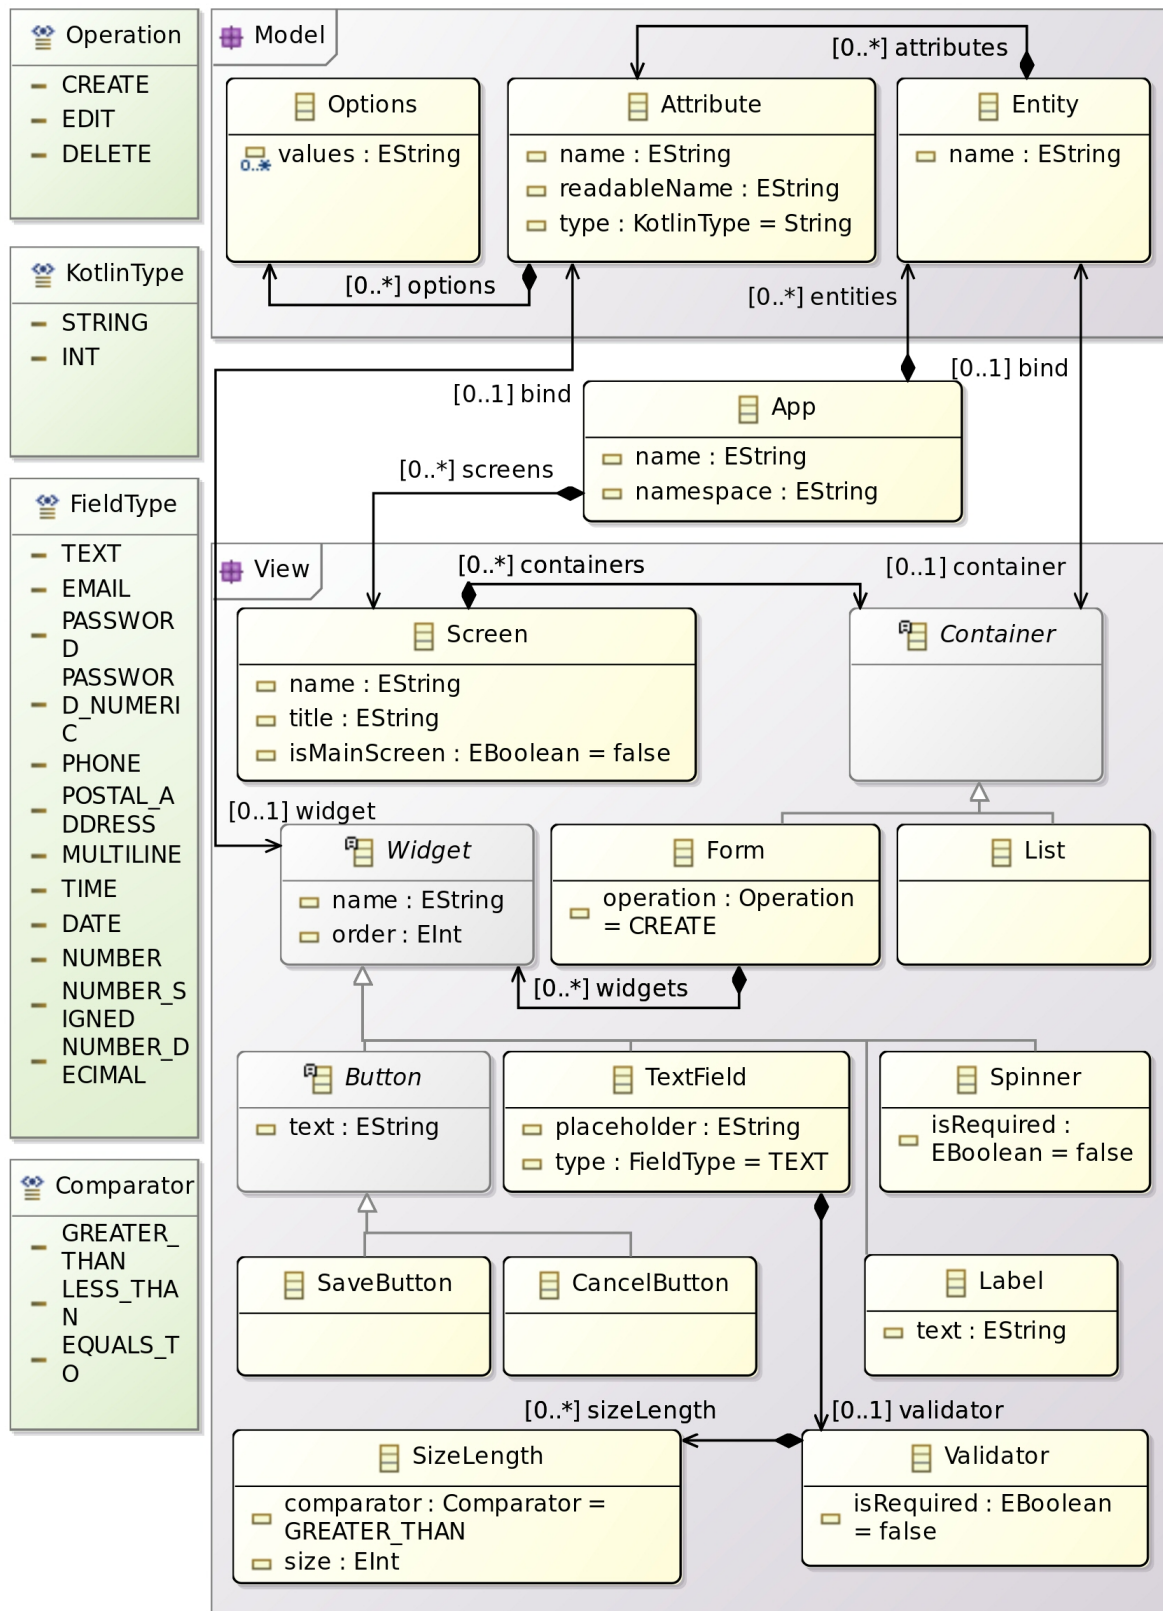 Operation
CREATE
EDIT
DELETE
KotlinType
STRING
INT
FieldType
TEXT
EMAIL
PASSWOR
D
PASSWOR
D_NUMERI
C
PHONE
POSTAL_A
DDRESS
MULTILINE
TIME
DATE
NUMBER
NUMBER_S
IGNED
NUMBER_D
ECIMAL
Comparator
GREATER_
THAN
LESS_THA
N
EQUALS_T
O
Model
[0..*] attributes
Options
0..*
values : EString
Attribute
name : EString
readableName : EString
type : KotlinType = String
Entity
name : EString
[0..*] options
[0..*] entities
[0..1] bind
[0..1] bind
App
name : EString
namespace : EString
[0..*] screens
View
[0..*] containers
[0..1] container
Screen
name : EString
title : EString
isMainScreen : EBoolean = false
Container
[0..1] widget
Widget
name : EString
order : EInt
Form
operation : Operation
= CREATE
List
[0..*] widgets
Button
text : EString
TextField
placeholder : EString
type : FieldType = TEXT
Spinner
isRequired :
EBoolean = false
SaveButton
CancelButton
Label
text : EString
[0..*] sizeLength
[0..1] validator
SizeLength
comparator : Comparator =
GREATER_THAN
size : EInt
Validator
isRequired : EBoolean
= false